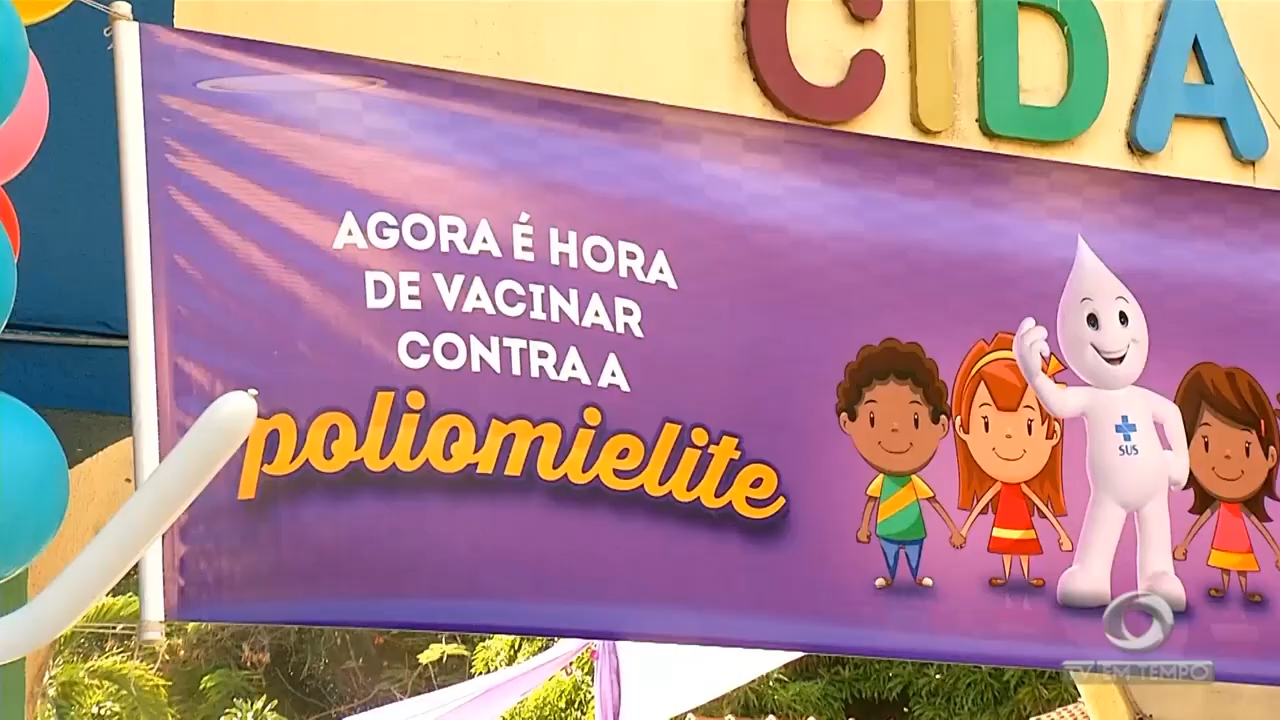 CIDA
AGORA É HORA
DE VACINAR
CONTRA A
poliomielite
SUS
TV EM TEMPO